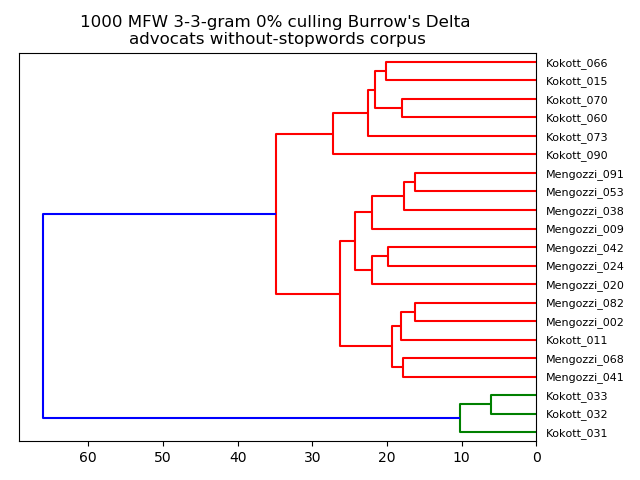 1000 MFW 3-3-gram 0% culling Burrow's Delta
advocats without-stopwords corpus
Kokott_066
Kokott_015
Kokott_070
Kokott_060
Kokott_073
Kokott_090
Mengozzi_091
Mengozzi_053
Mengozzi_038
Mengozzi_009
Mengozzi_042
Mengozzi_024
Mengozzi_020
Mengozzi_082
Mengozzi_002
Kokott_011
Mengozzi_068
Mengozzi_041
Kokott_033
Kokott_032
Kokott_031
60 50 40 30 20 10 0